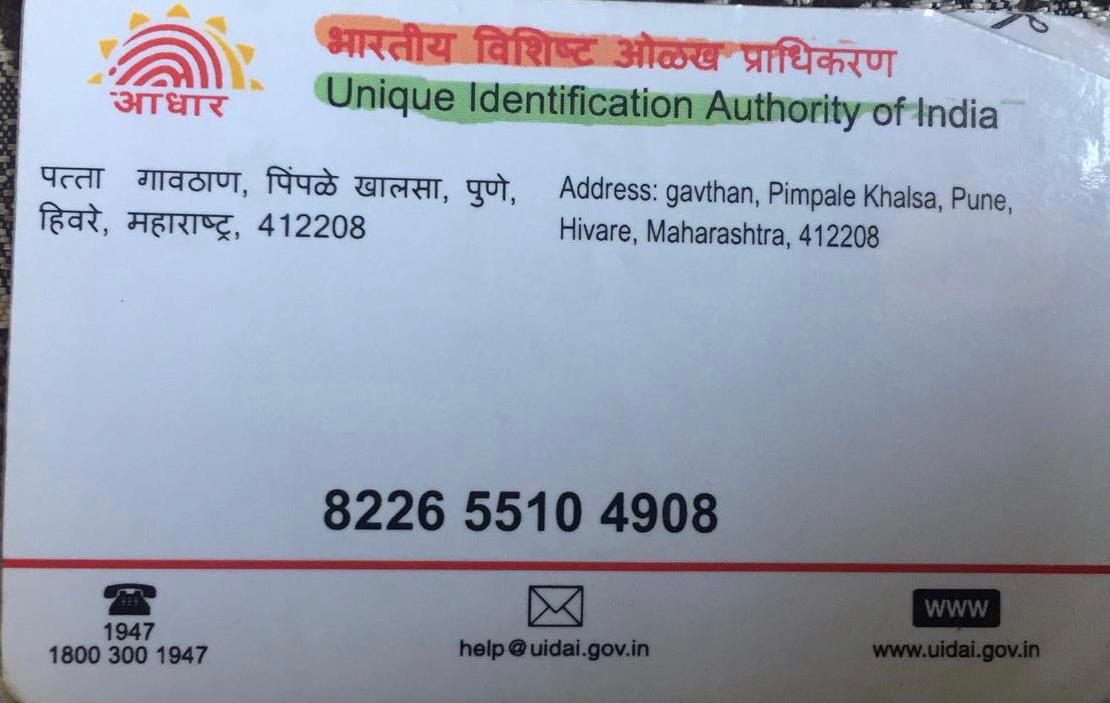 भारतीय विशिष्ट ओळख प्राधिकरण
Unique Identification Authority of India
आधार
पत्ता गावठाण, पिंपळे खालसा, पुणे,
हिवरे, महाराष्ट्र, 412208
Address: gavthan, Pimpale Khalsa, Pune,
Hivare, Maharashtra, 412208
8226 5510 4908
1947
1800 300 1947
help@uidai.gov.in
www
www.uidai.gov.in